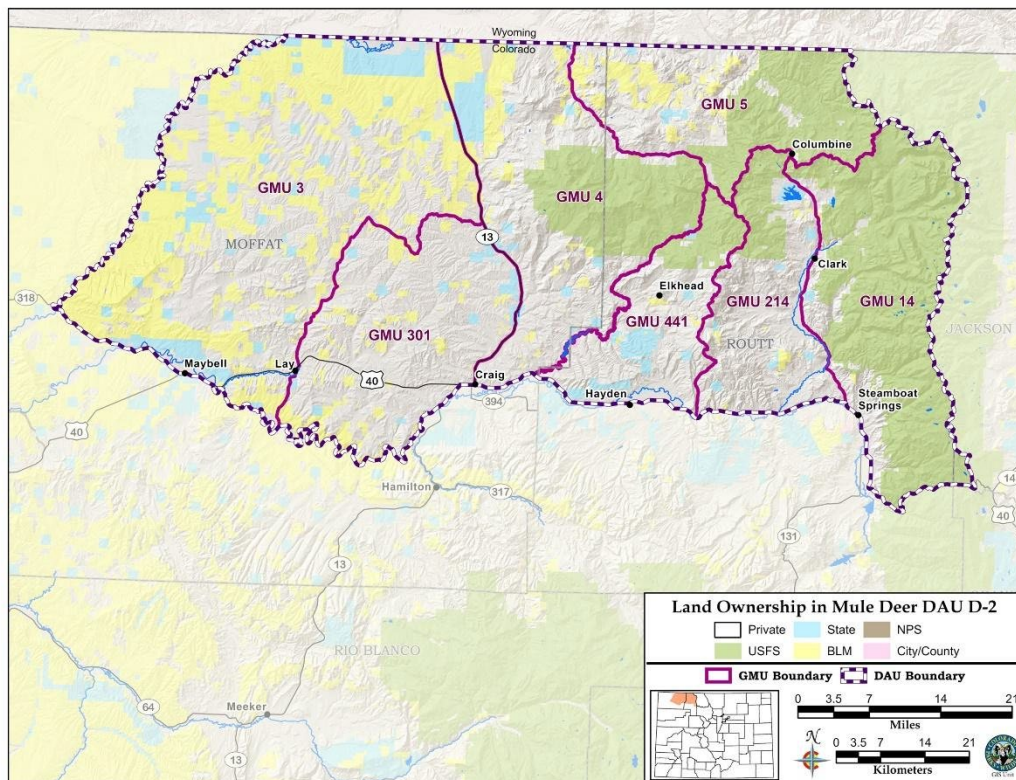 Wyoming
Colorado
GMU 5
Columbine
GMU 3
GMU 4
MOFFAT
13
Clark
318
Elkhead
GMU 214
GMU 14
GMU 301
GMU 441
JACKSON
ROUTT
Maybell
Lay
40
Craig
394
Hayden
Steamboat
Springs
40
Hamilton
317
14
40
131
13
RIO BLANCO
64
Meeker
13
Land Ownership in Mule Deer DAU D-2
Private State NPS
USFS BLM City/County
GMU Boundary DAU Boundary
0 3.5 7 14 21
Miles
N
0 3.5 7 14 21
Kilometers
GIS Unit